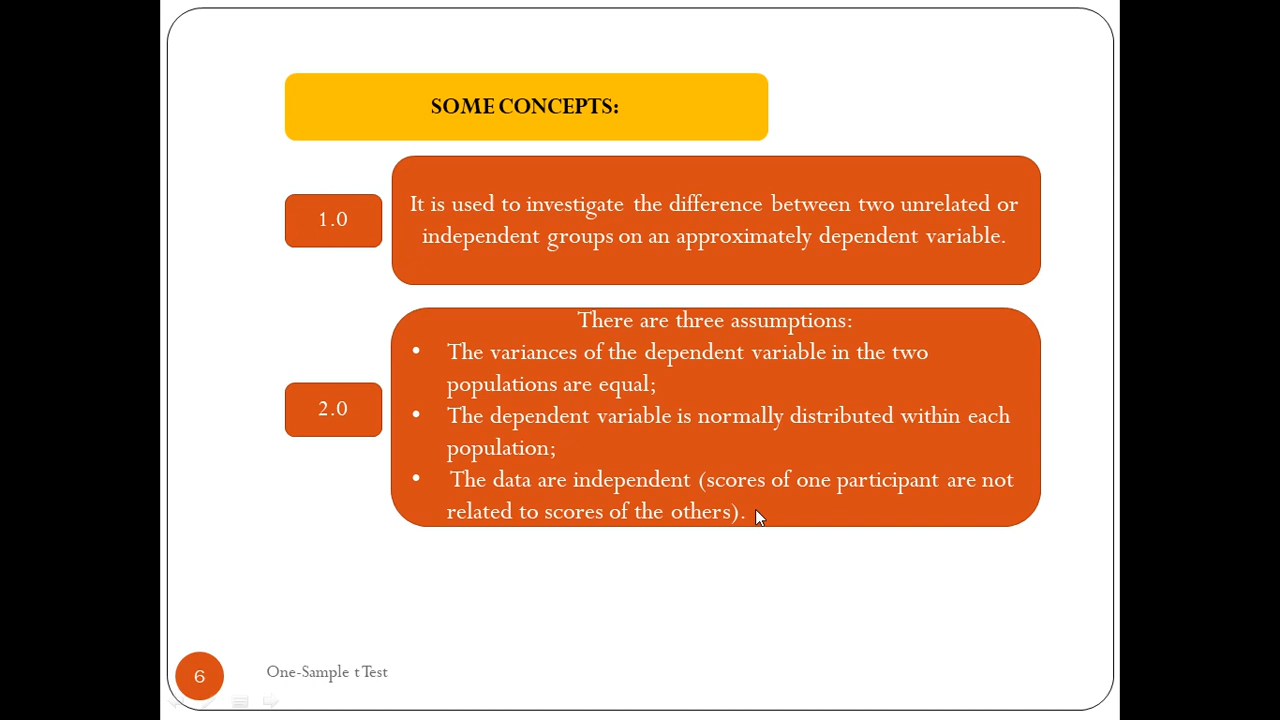 SOME CONCEPTS:
1.0
It is used to investigate the difference between two unrelated or
independent groups on an approximately dependent variable.
2.0
There are three assumptions:
• The variances of the dependent variable in the two
populations are equal;
• The dependent variable is normally distributed within each
population;
• The data are independent (scores of one participant are not
related to scores of the others).
6
One-Sample t Test